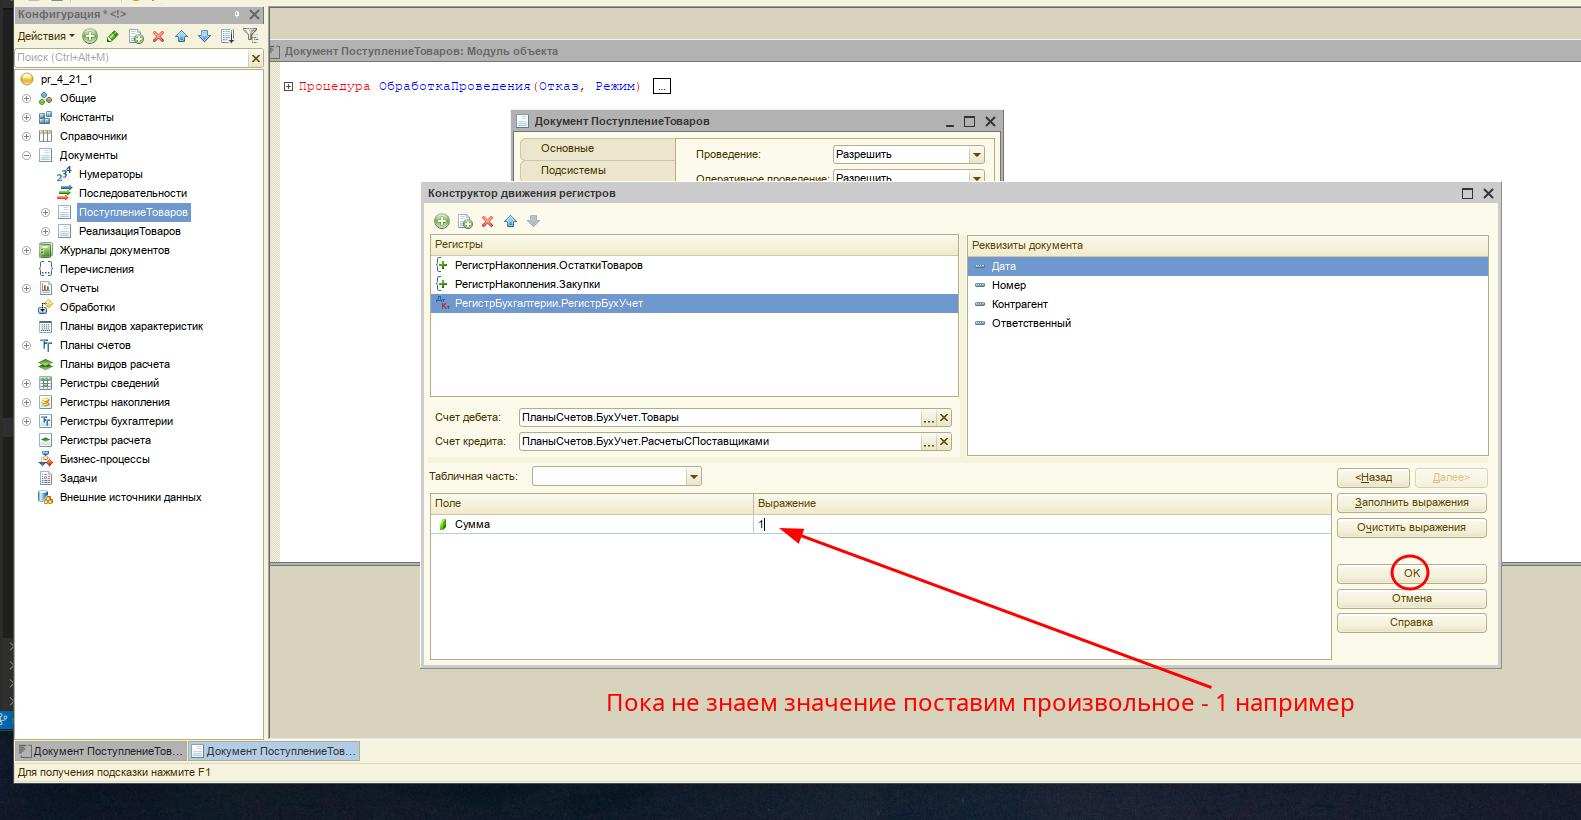 Конфигурация * <!>
Действия
Поиск (Ctrl+Alt+M)
pr_4_21_1
Общие
Константы
Справочники
Документы
Нумераторы
Последовательности
ПоступлениеТоваров
РеализацияТоваров
Журналы документов
Перечисления
Отчеты
Обработки
Планы видов характеристик
Планы счетов
Планы видов расчета
Регистры сведений
Регистры накопления
Регистры бухгалтерии
Регистры расчета
Бизнес-процессы
Задачи
Внешние источники данных
Документ ПоступлениеТоваров: Модуль объекта
Процедура ОбработкаПроведения(Отказ, Режим) ...
Документ ПоступлениеТоваров
Основные
Подсистемы
Проведение: Разрешить
Оперативное проведение: Разрешить
Конструктор движения регистров
Регистры
РегистрНакопления.ОстаткиТоваров
РегистрНакопления.Закупки
РегистрБухгалтерии.РегистрБухУчет
Реквизиты документа
Дата
Номер
Контрагент
Ответственный
Счет дебета: ПланыСчетов.БухУчет.Товары ...
Счет кредита: ПланыСчетов.БухУчет.РасчетыСПоставщиками ...
Табличная часть:
Поле Выражение
Сумма 1
<Назад Далее>
Заполнить выражения
Очистить выражения
OK
Отмена
Справка
Пока не знаем значение поставим произвольное - 1 например
Документ ПоступлениеТов... Документ ПоступлениеТов...
Для получения подсказки нажмите F1